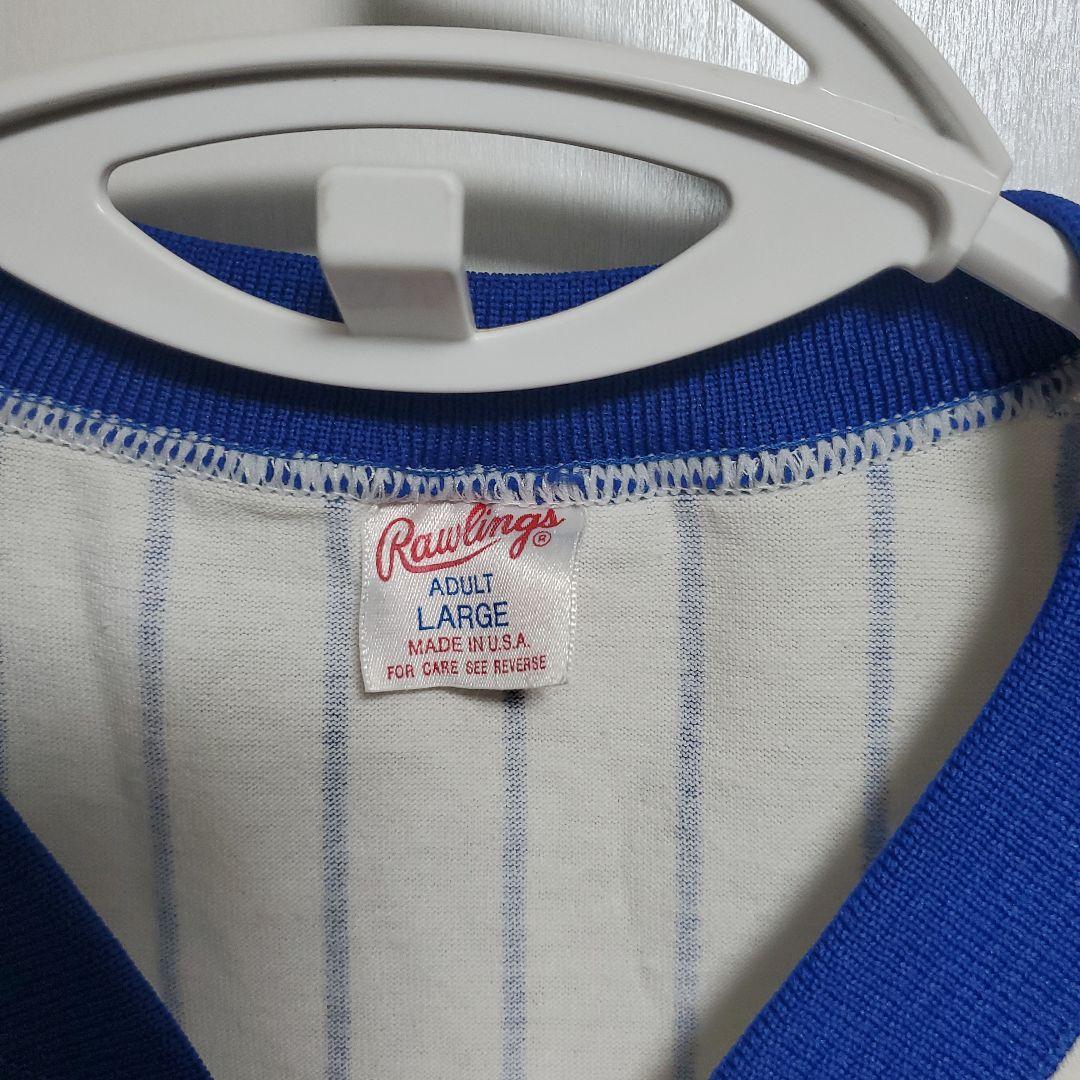 Rawlings®
ADULT
LARGE
MADE IN U.S.A.
FOR CARE SEE REVERSE